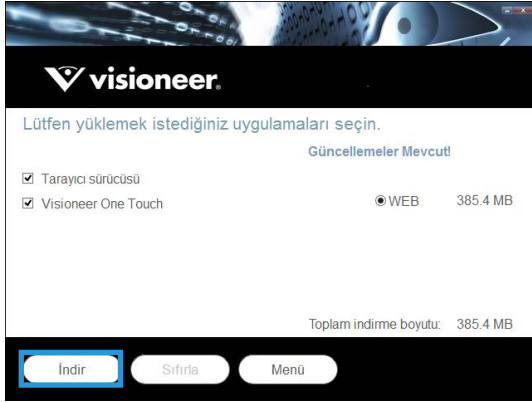 visioneer®
Lütfen yüklemek istediğiniz uygulamaları seçin.
Güncellemeler Mevcut!
Tarayıcı sürücüsü
Visioneer One Touch WEB 385.4 MB
Toplam indirme boyutu: 385.4 MB
İndir Sıfırla Menü